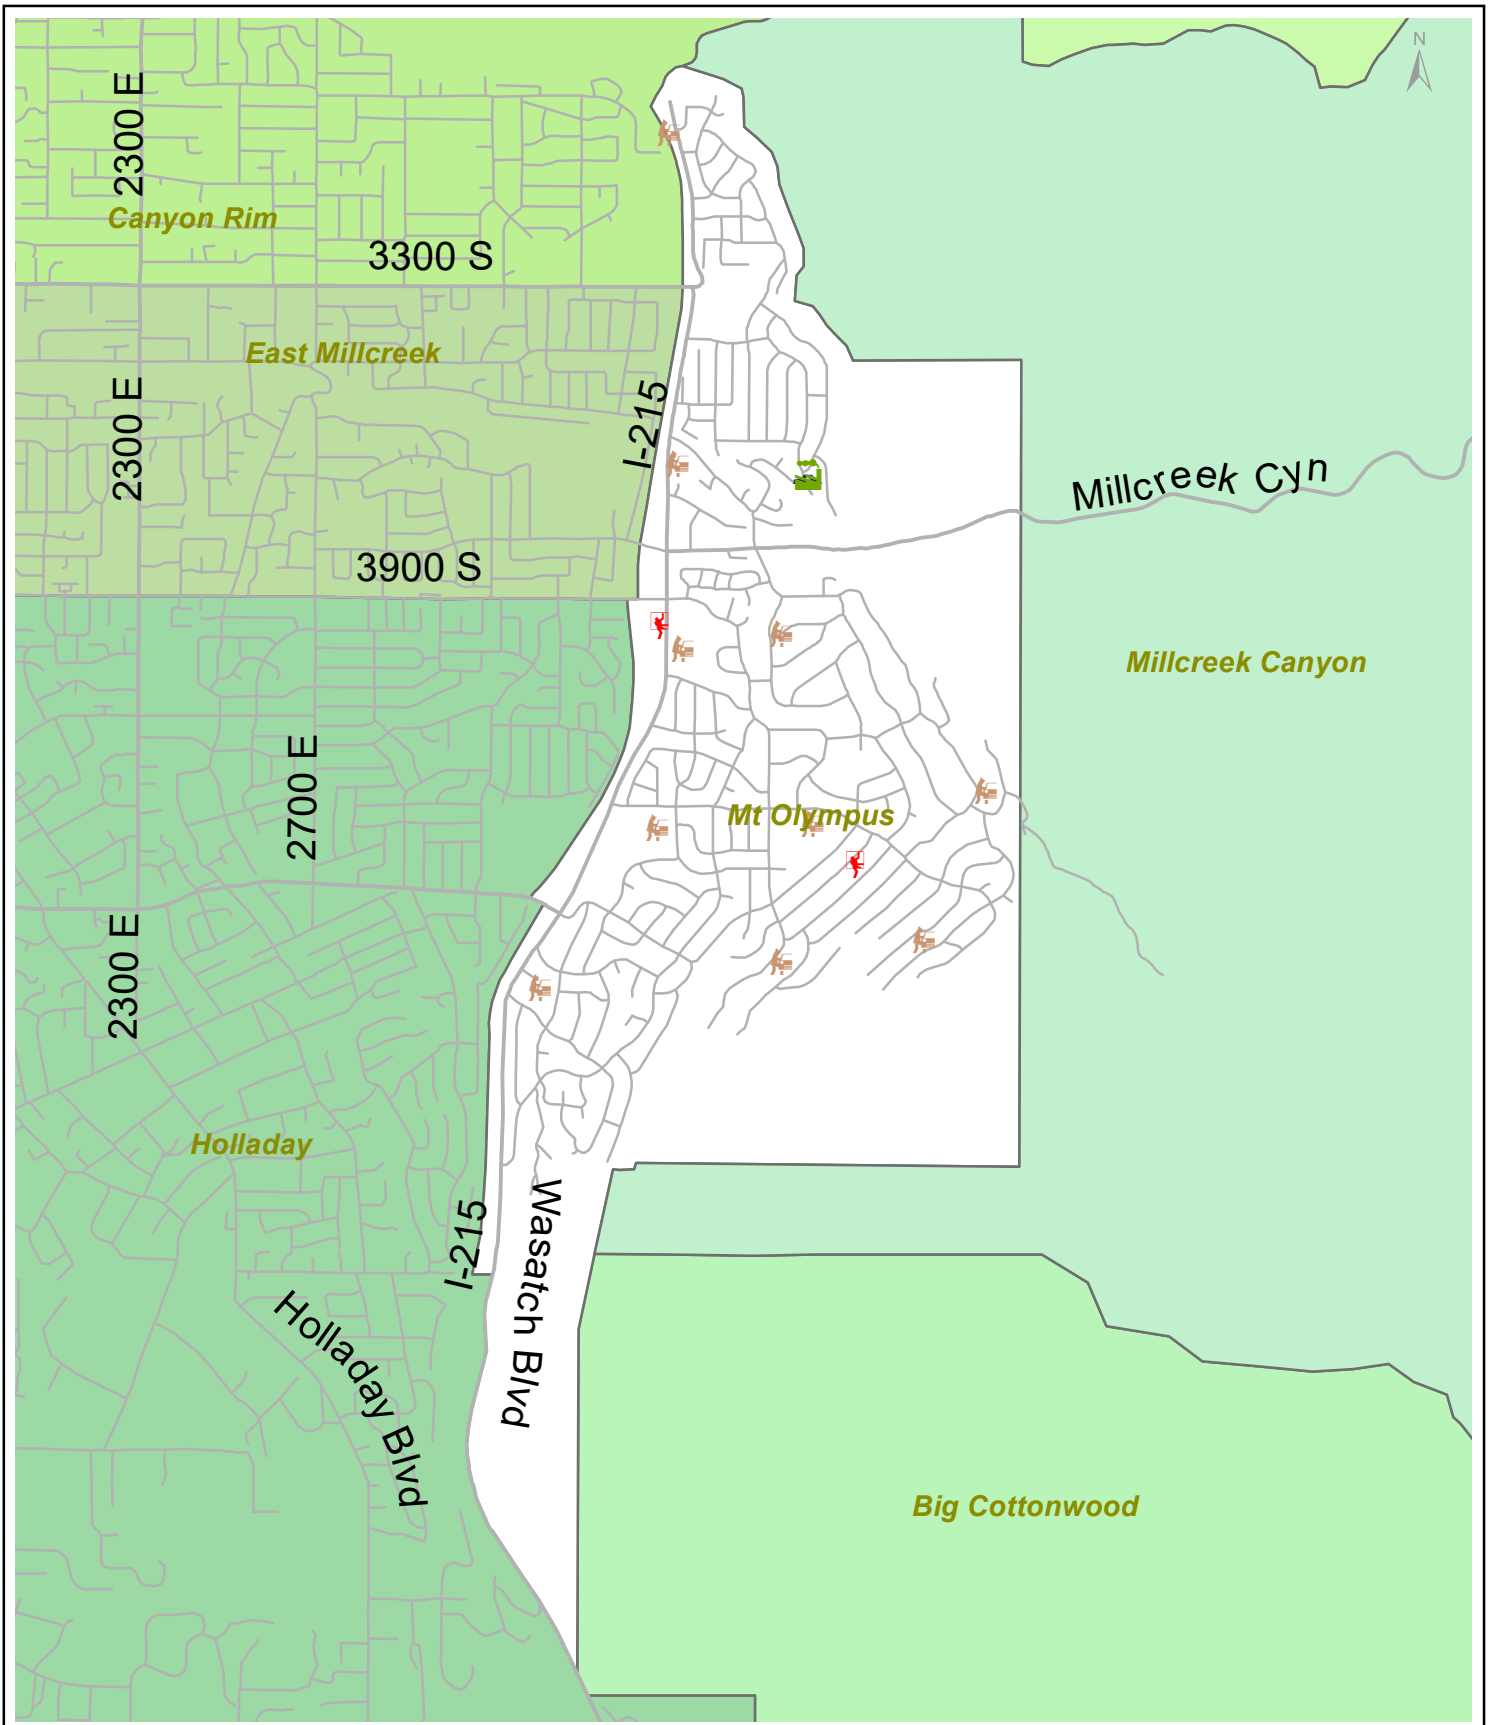 N
2300 E
Canyon Rim
3300 S
East Millcreek
2300 E
I-215
Millcreek Cyn
3900 S
Millcreek Canyon
2700 E
Mt Olympus
2300 E
Holladay
I-215
Wasatch Blvd
Holladay Blvd
Big Cottonwood